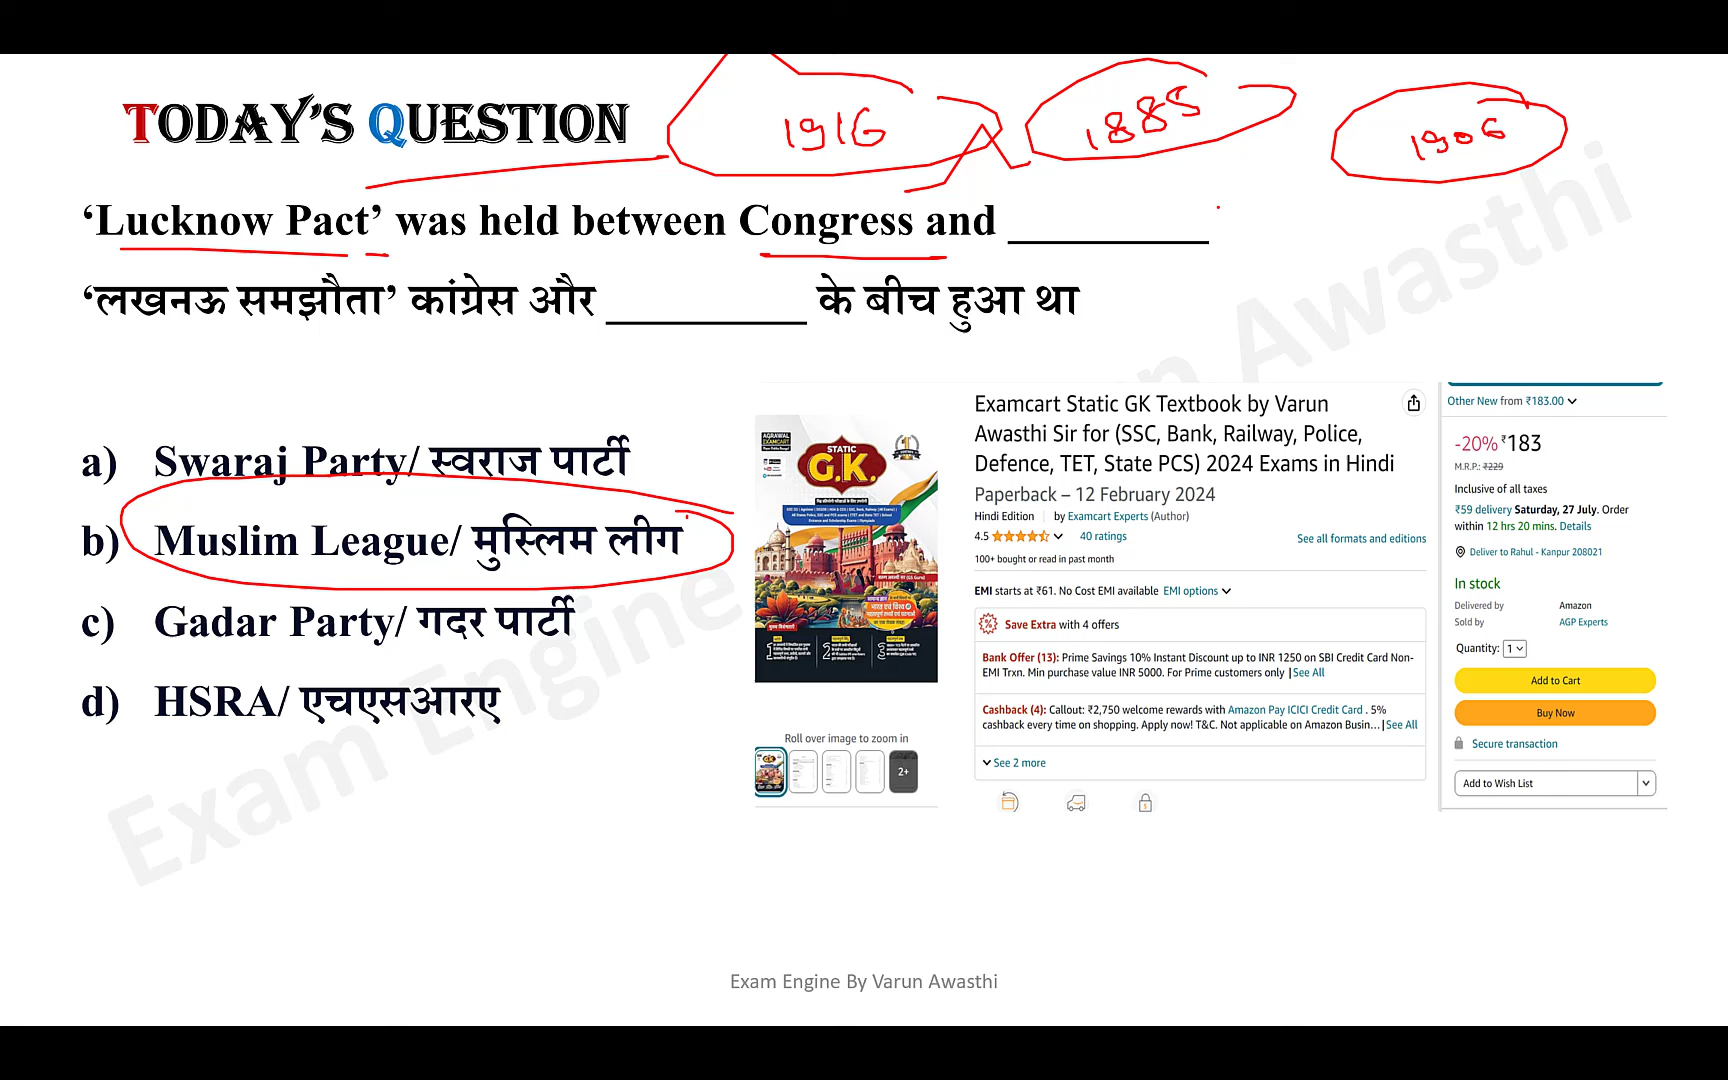 TODAY'S QUESTION
1916
1885
1906
‘Lucknow Pact’ was held between Congress and __________
‘लखनऊ समझौता’ कांग्रेस और __________ के बीच हुआ था
a) Swaraj Party/ स्वराज पार्टी
b) Muslim League/ मुस्लिम लीग
c) Gadar Party/ गदर पार्टी
d) HSRA/ एचएसआरए
AGRAWAL
EXAMCART
STATIC
G.K.
Roll over image to zoom in
2+
Examcart Static GK Textbook by Varun
Awasthi Sir for (SSC, Bank, Railway, Police,
Defence, TET, State PCS) 2024 Exams in Hindi
Paperback – 12 February 2024
Hindi Edition by Examcart Experts (Author)
4.5 40 ratings
See all formats and editions
100+ bought or read in past month
EMI starts at ₹61. No Cost EMI available EMI options
Save Extra with 4 offers
Bank Offer (13): Prime Savings 10% Instant Discount up to INR 1250 on SBI Credit Card Non-
EMI Trxn. Min purchase value INR 5000. For Prime customers only | See All
Cashback (4): Callout: ₹2,750 welcome rewards with Amazon Pay ICICI Credit Card . 5%
cashback every time on shopping. Apply now! T&C. Not applicable on Amazon Busin... | See All
See 2 more
Other New from ₹183.00
-20% ₹183
M.R.P.: ₹229
Inclusive of all taxes
₹59 delivery Saturday, 27 July. Order
within 12 hrs 20 mins. Details
Deliver to Rahul - Kanpur 208021
In stock
Delivered by Amazon
Sold by AGP Experts
Quantity: 1
Add to Cart
Buy Now
Secure transaction
Add to Wish List
Exam Engine By Varun Awasthi
Exam Engine By Varun Awasthi